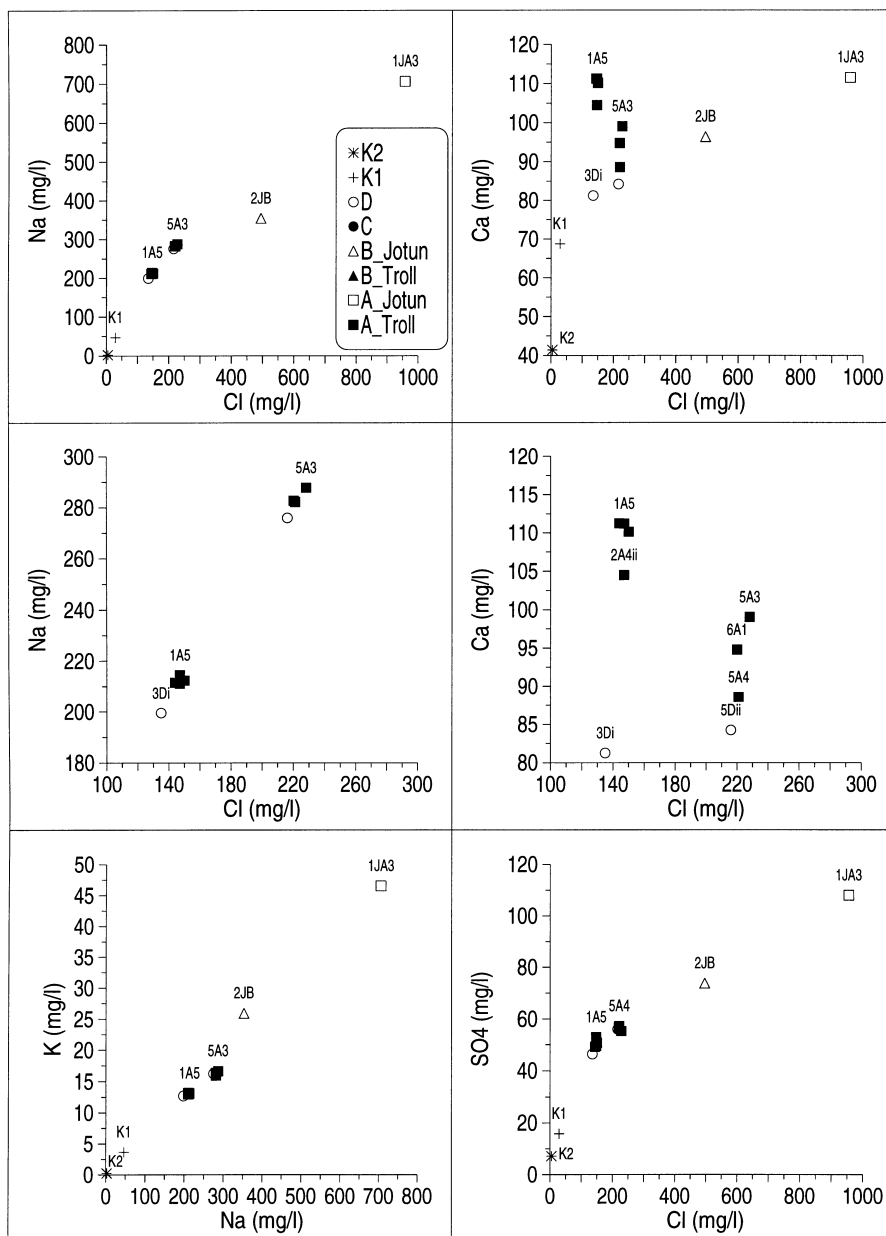 800
700
600
500
400
300
200
100
0
Na (mg/l)
1JA3
2JB
5A3
1A5
K1
K2
K2
K1
D
C
B_Jotun
B_Troll
A_Jotun
A_Troll
0 200 400 600 800 1000
Cl (mg/l)
120
110
100
90
80
70
60
50
40
Ca (mg/l)
1A5
1JA3
5A3
2JB
3Di
K1
K2
0 200 400 600 800 1000
Cl (mg/l)
300
280
260
240
220
200
180
Na (mg/l)
5A3
1A5
3Di
100 140 180 220 260 300
Cl (mg/l)
120
115
110
105
100
95
90
85
80
Ca (mg/l)
1A5
2A4ii
5A3
6A1
5A4
5Dii
3Di
100 140 180 220 260 300
Cl (mg/l)
50
45
40
35
30
25
20
15
10
5
0
K (mg/l)
1JA3
2JB
5A3
1A5
K1
K2
0 100 200 300 400 500 600 700 800
Na (mg/l)
120
100
80
60
40
20
0
SO4 (mg/l)
1JA3
2JB
5A4
1A5
K1
K2
0 200 400 600 800 1000
Cl (mg/l)